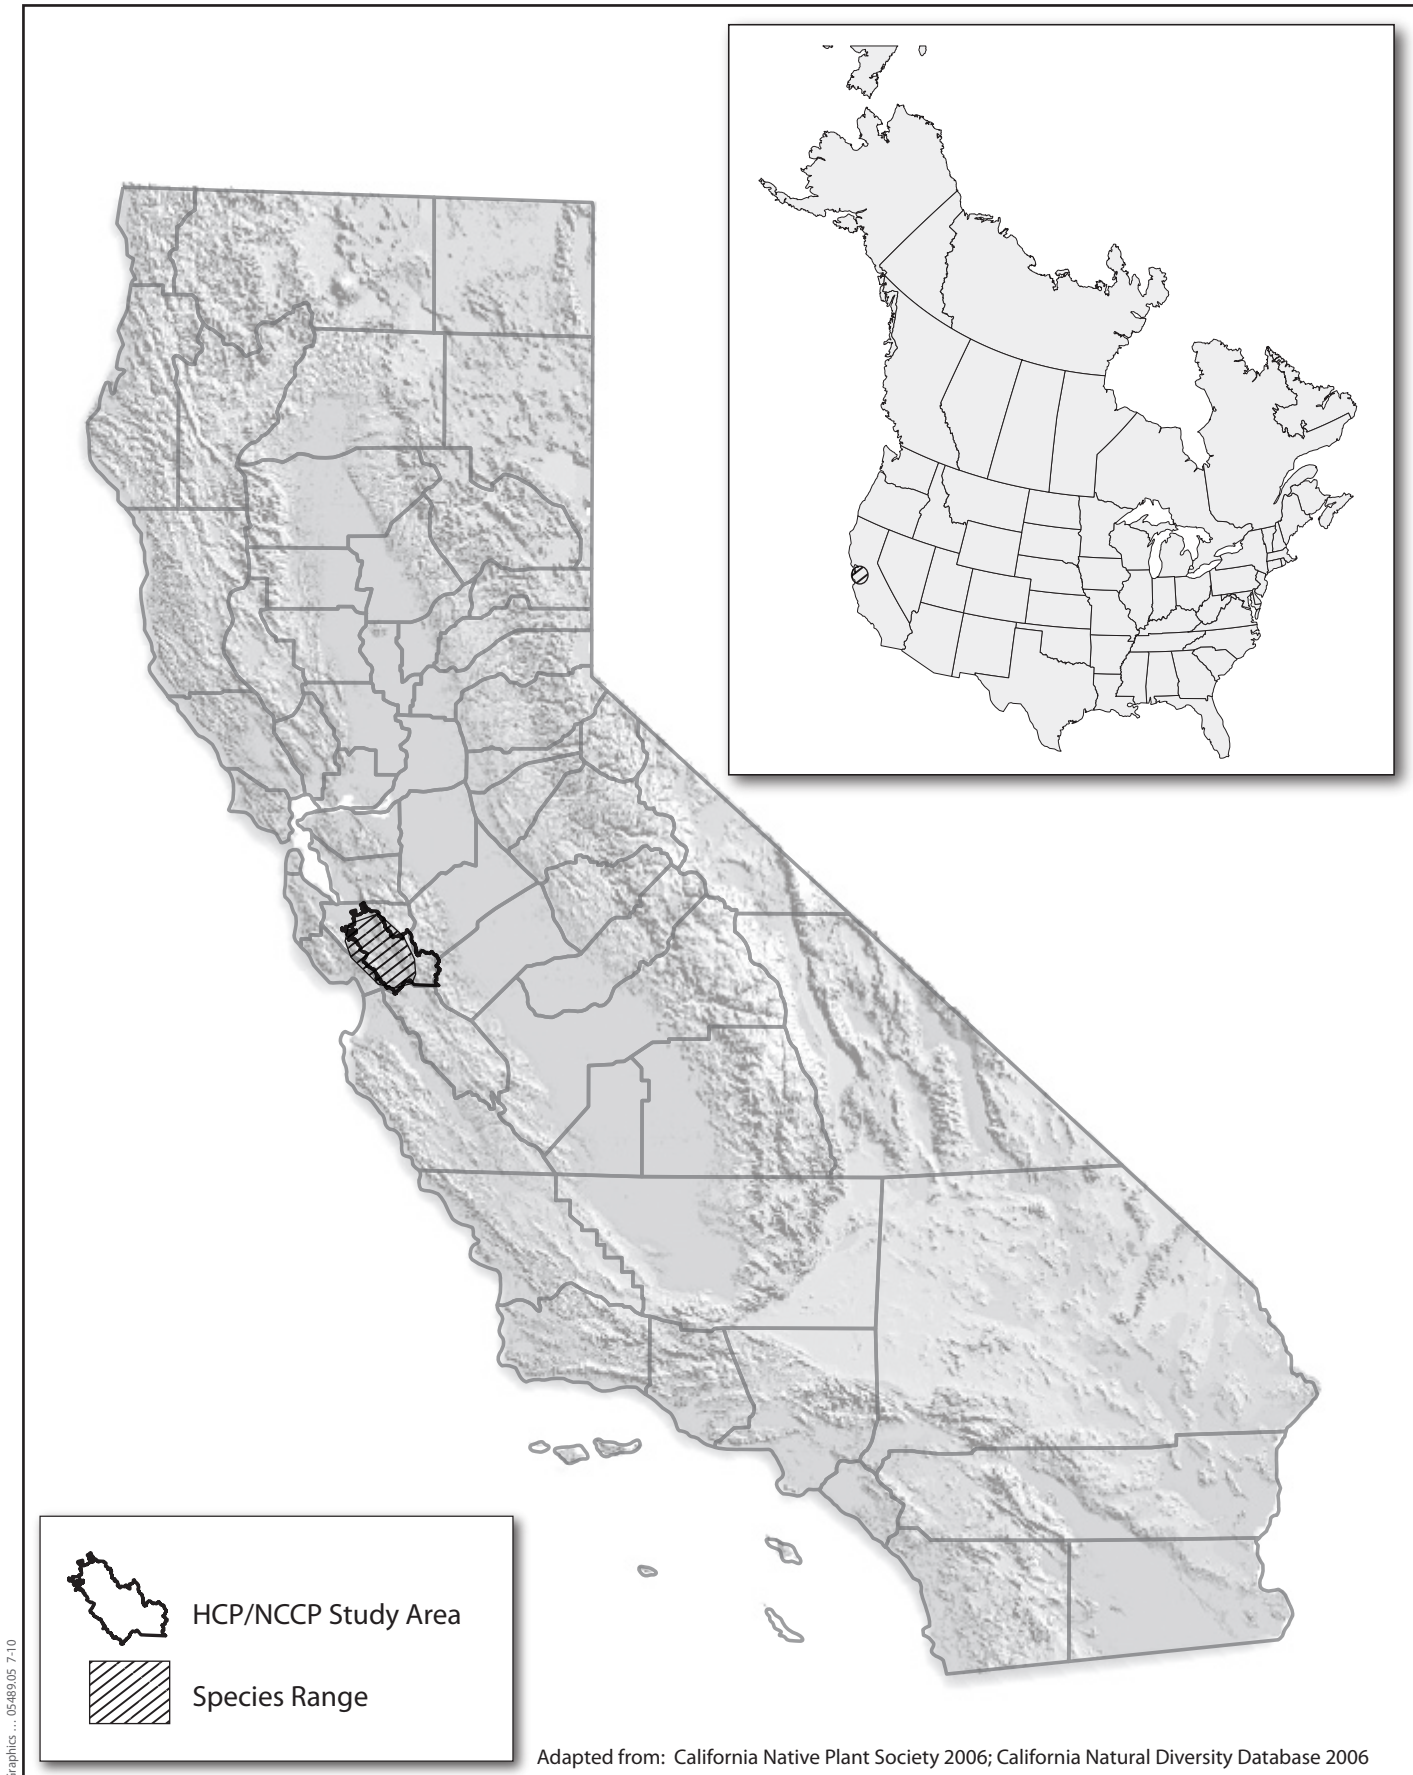 HCP/NCCP Study Area
Species Range
Adapted from: California Native Plant Society 2006; California Natural Diversity Database 2006
05489.05 7-10